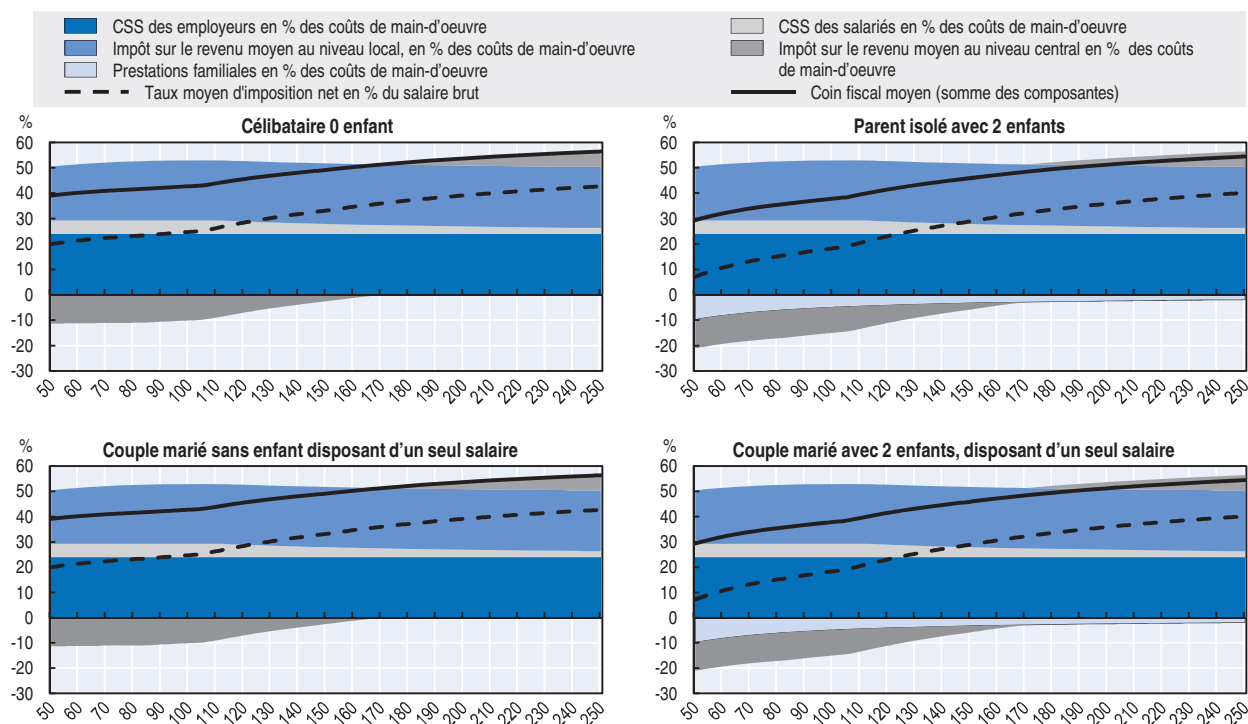 CSS des employeurs en % des coûts de main-d'oeuvre
Impôt sur le revenu moyen au niveau local, en % des coûts de main-d'oeuvre
Prestations familiales en % des coûts de main-d'oeuvre
Taux moyen d'imposition net en % du salaire brut
CSS des salariés en % des coûts de main-d'oeuvre
Impôt sur le revenu moyen au niveau central en % des coûts
de main-d'oeuvre
Coin fiscal moyen (somme des composantes)
%
Célibataire 0 enfant
60
50
40
30
20
10
0
-10
-20
-30
50 60 70 80 90 100 110 120 130 140 150 160 170 180 190 200 210 220 230 240 250
%
Parent isolé avec 2 enfants
60
50
40
30
20
10
0
-10
-20
-30
50 60 70 80 90 100 110 120 130 140 150 160 170 180 190 200 210 220 230 240 250
%
Couple marié sans enfant disposant d'un seul salaire
60
50
40
30
20
10
0
-10
-20
-30
50 60 70 80 90 100 110 120 130 140 150 160 170 180 190 200 210 220 230 240 250
%
Couple marié avec 2 enfants, disposant d'un seul salaire
60
50
40
30
20
10
0
-10
-20
-30
50 60 70 80 90 100 110 120 130 140 150 160 170 180 190 200 210 220 230 240 250